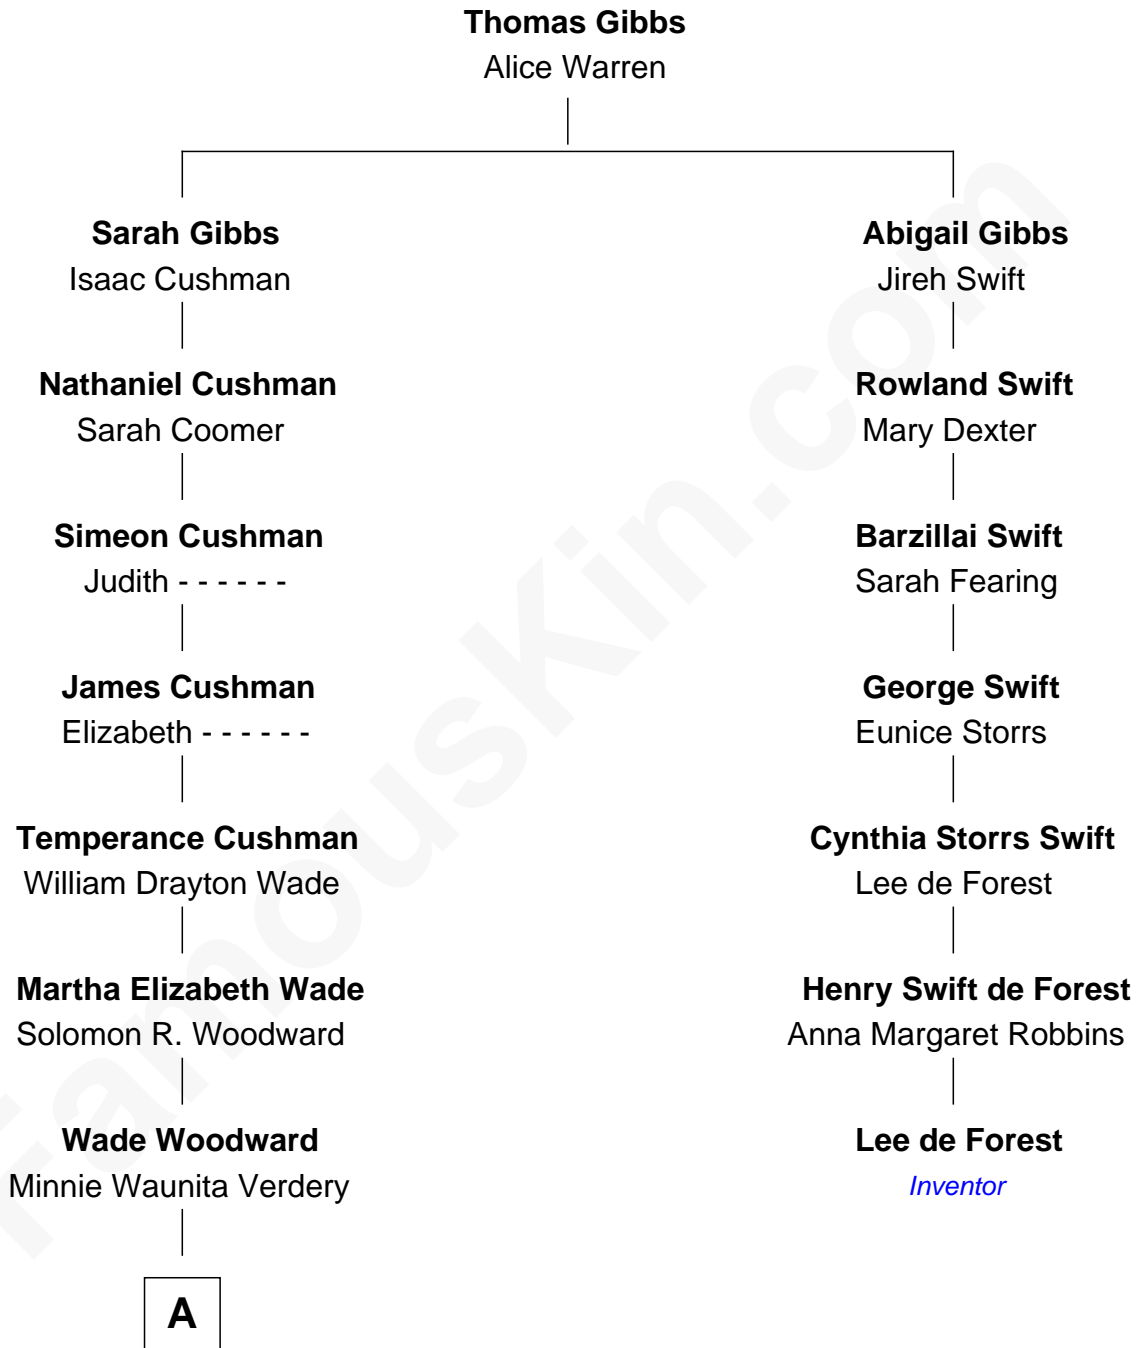 Thomas Gibbs
Alice Warren
Sarah Gibbs
Isaac Cushman
Abigail Gibbs
Jireh Swift
Nathaniel Cushman
Sarah Coomer
Rowland Swift
Mary Dexter
Simeon Cushman
Judith - - - - - -
Barzillai Swift
Sarah Fearing
James Cushman
Elizabeth - - - - - -
George Swift
Eunice Storrs
Temperance Cushman
William Drayton Wade
Cynthia Storrs Swift
Lee de Forest
Martha Elizabeth Wade
Solomon R. Woodward
Henry Swift de Forest
Anna Margaret Robbins
Wade Woodward
Minnie Waunita Verdery
Lee de Forest
Inventor
A
FamousKin.com